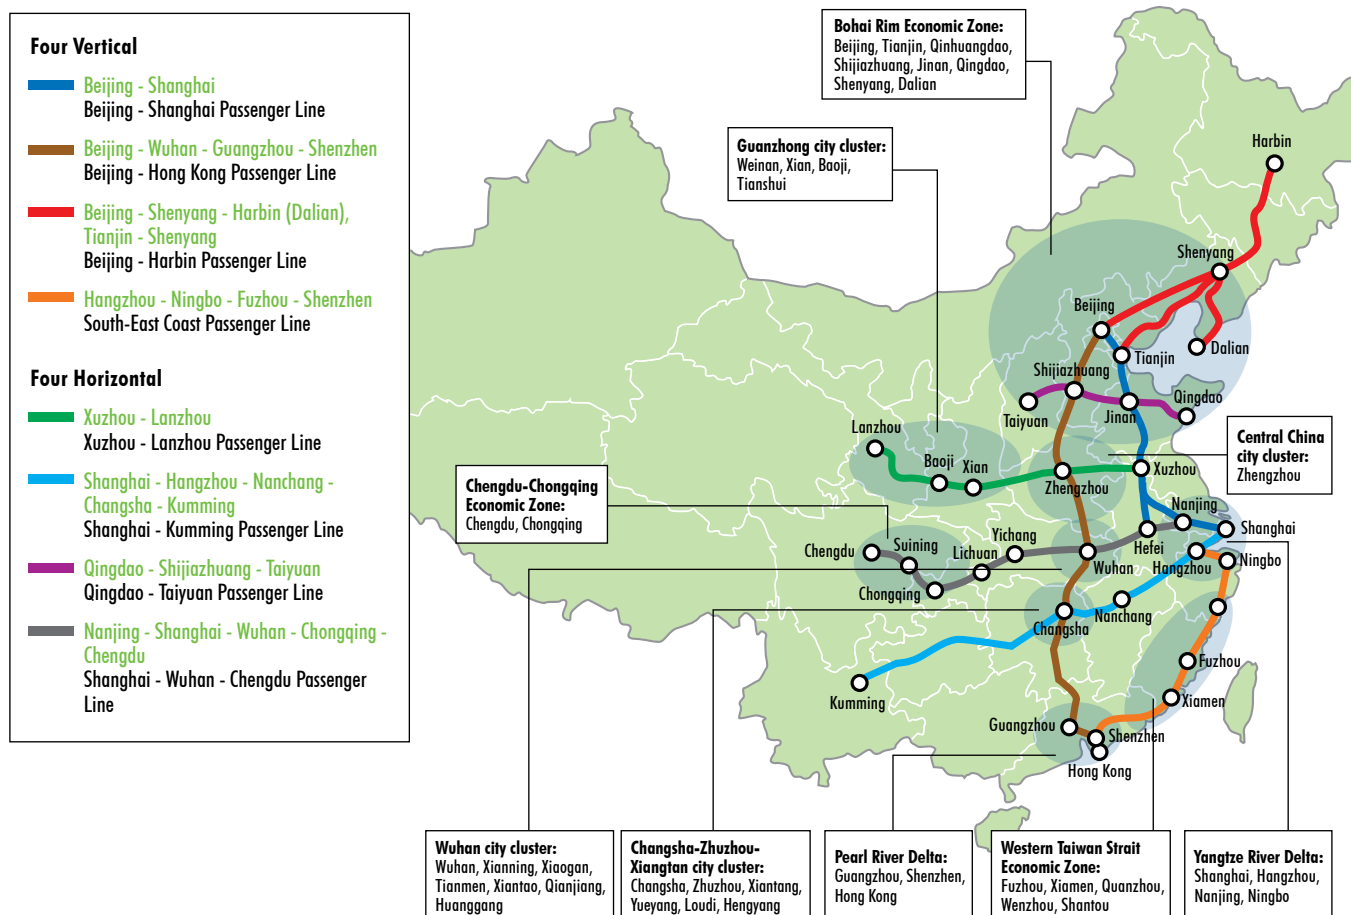 Four Vertical
Beijing - Shanghai
Beijing - Shanghai Passenger Line
Beijing - Wuhan - Guangzhou - Shenzhen
Beijing - Hong Kong Passenger Line
Beijing - Shenyang - Harbin (Dalian),
Tianjin - Shenyang
Beijing - Harbin Passenger Line
Hangzhou - Ningbo - Fuzhou - Shenzhen
South-East Coast Passenger Line
Four Horizontal
Xuzhou - Lanzhou
Xuzhou - Lanzhou Passenger Line
Shanghai - Hangzhou - Nanchang -
Changsha - Kumming
Shanghai - Kumming Passenger Line
Qingdao - Shijiazhuang - Taiyuan
Qingdao - Taiyuan Passenger Line
Nanjing - Shanghai - Wuhan - Chongqing -
Chengdu
Shanghai - Wuhan - Chengdu Passenger
Line
Bohai Rim Economic Zone:
Beijing, Tianjin, Qinhuangdao,
Shijiazhuang, Jinan, Qingdao,
Shenyang, Dalian
Guanzhong city cluster:
Weinan, Xian, Baoji,
Tianshui
Harbin
Shenyang
Beijing
Dalian
Tianjin
Shijiazhuang
Qingdao
Taiyuan
Jinan
Lanzhou
Central China
city cluster:
Zhengzhou
Baoji
Xian
Xuzhou
Zhengzhou
Chengdu-Chongqing
Economic Zone:
Chengdu, Chongqing
Nanjing
Shanghai
Yichang
Suining
Chengdu
Lichuan
Hefei
Wuhan
Hangzhou
Ningbo
Chongqing
Nanchang
Changsha
Fuzhou
Kumming
Xiamen
Guangzhou
Shenzhen
Hong Kong
Wuhan city cluster:
Wuhan, Xianning, Xiaogan,
Tianmen, Xiantao, Qianjiang,
Huanggang
Changsha-Zhuzhou-
Xiangtan city cluster:
Changsha, Zhuzhou, Xiantang,
Yueyang, Loudi, Hengyang
Pearl River Delta:
Guangzhou, Shenzhen,
Hong Kong
Western Taiwan Strait
Economic Zone:
Fuzhou, Xiamen, Quanzhou,
Wenzhou, Shantou
Yangtze River Delta:
Shanghai, Hangzhou,
Nanjing, Ningbo